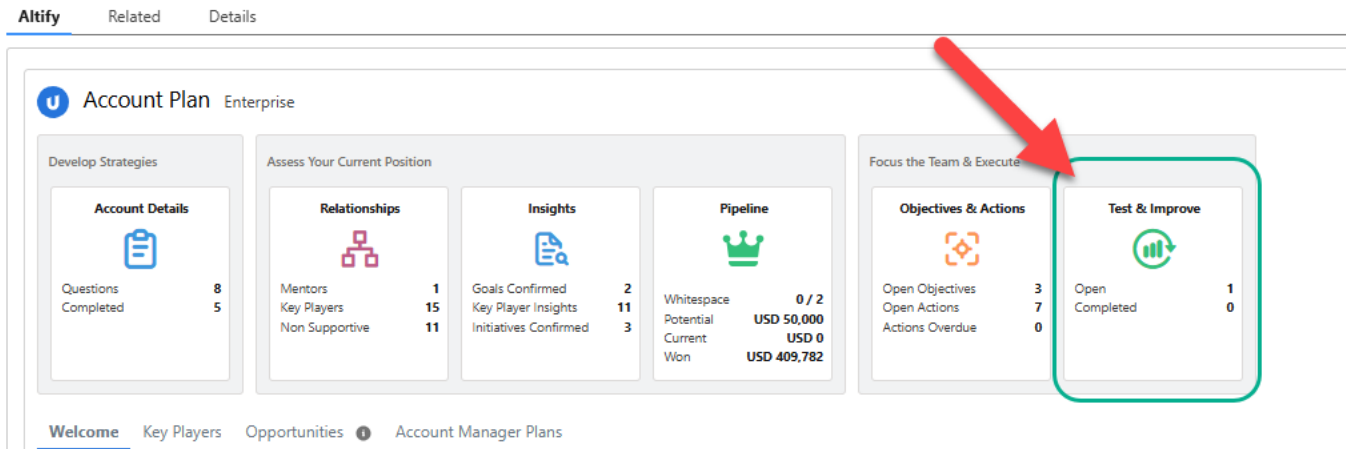 Altify Related Details
Account Plan Enterprise
Develop Strategies
Account Details
Questions 8
Completed 5
Assess Your Current Position
Relationships
Mentors 1
Key Players 15
Non Supportive 11
Insights
Goals Confirmed 2
Key Player Insights 11
Initiatives Confirmed 3
Pipeline
Whitespace 0 / 2
Potential USD 50,000
Current USD 0
Won USD 409,782
Focus the Team & Execute
Objectives & Actions
Open Objectives 3
Open Actions 7
Actions Overdue 0
Test & Improve
Open 1
Completed 0
Welcome Key Players Opportunities Account Manager Plans